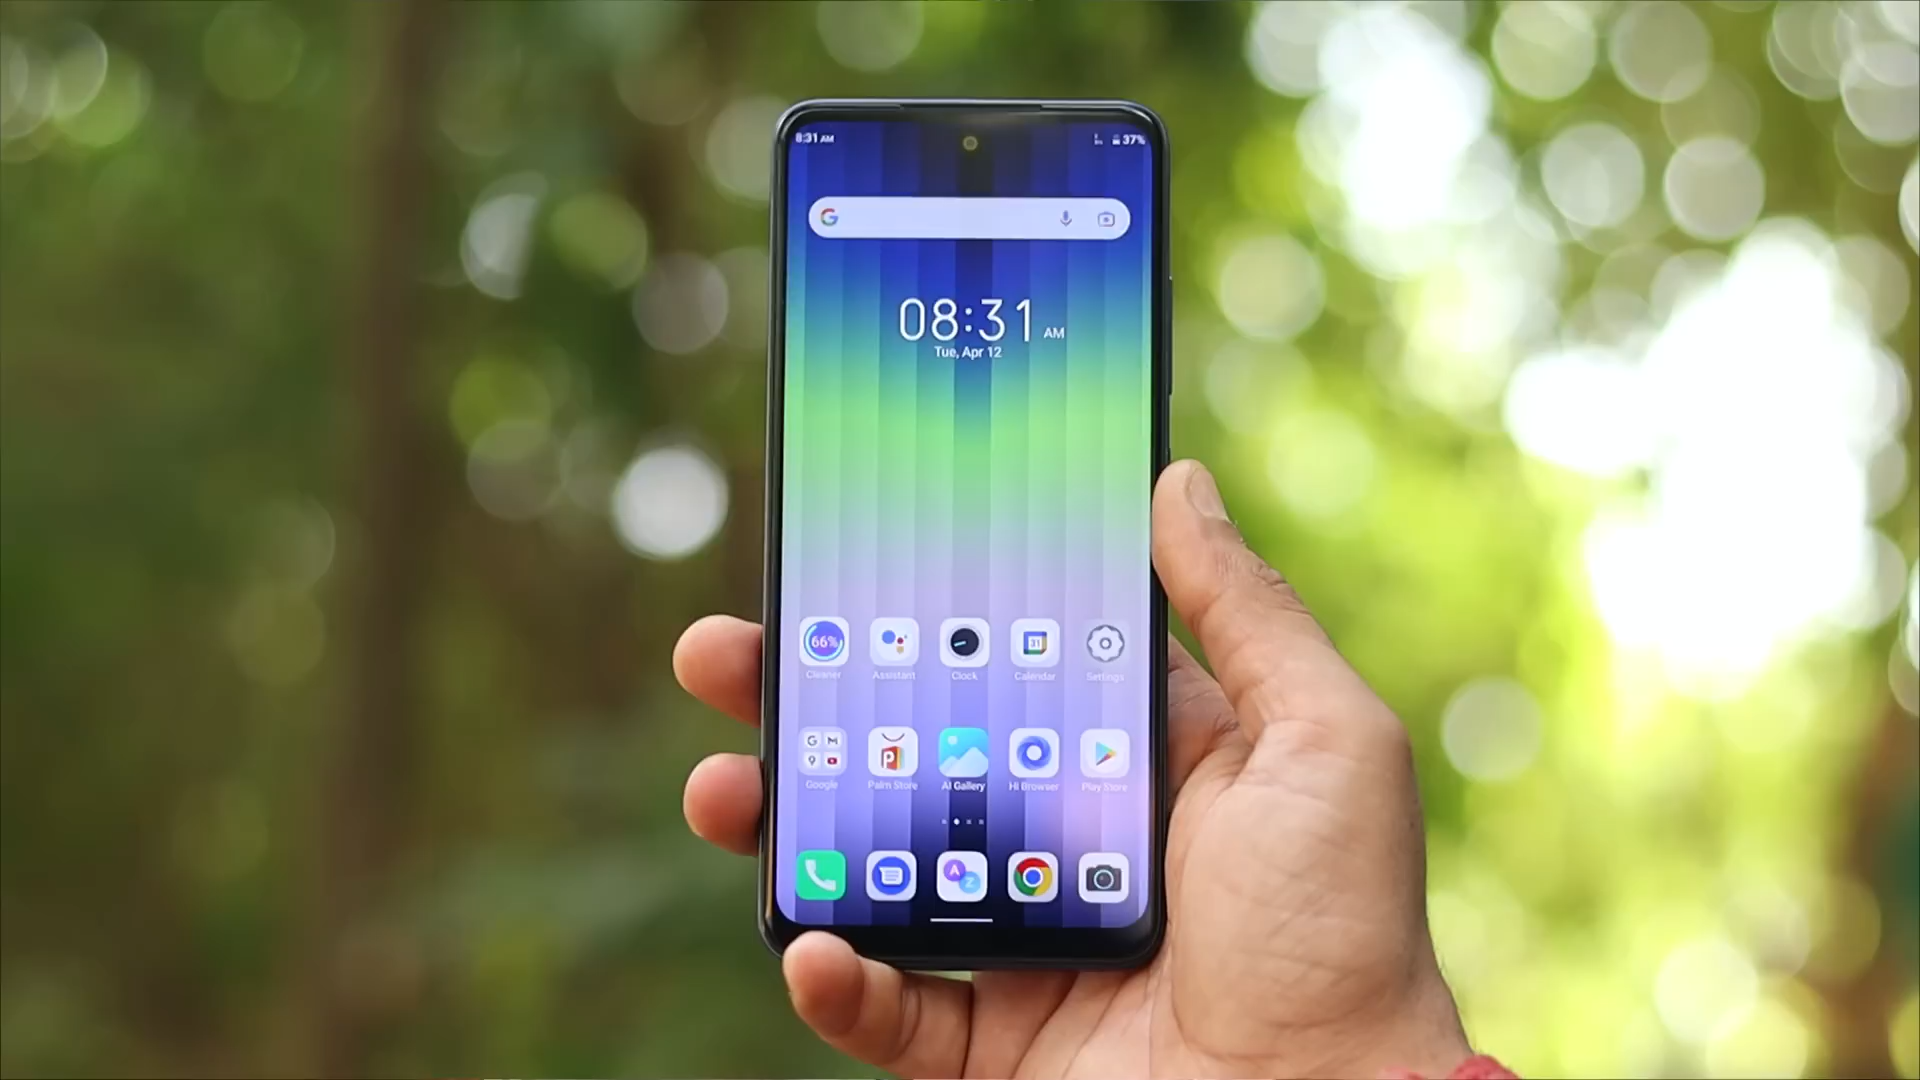 8:31 AM
37%
08:31 AM
Tue, Apr 12
66%
31
Cleaner
Assistant
Clock
Calendar
Settings
G M
P
Google
Palm Store
AI Gallery
Hi Browser
Play Store
A
Z